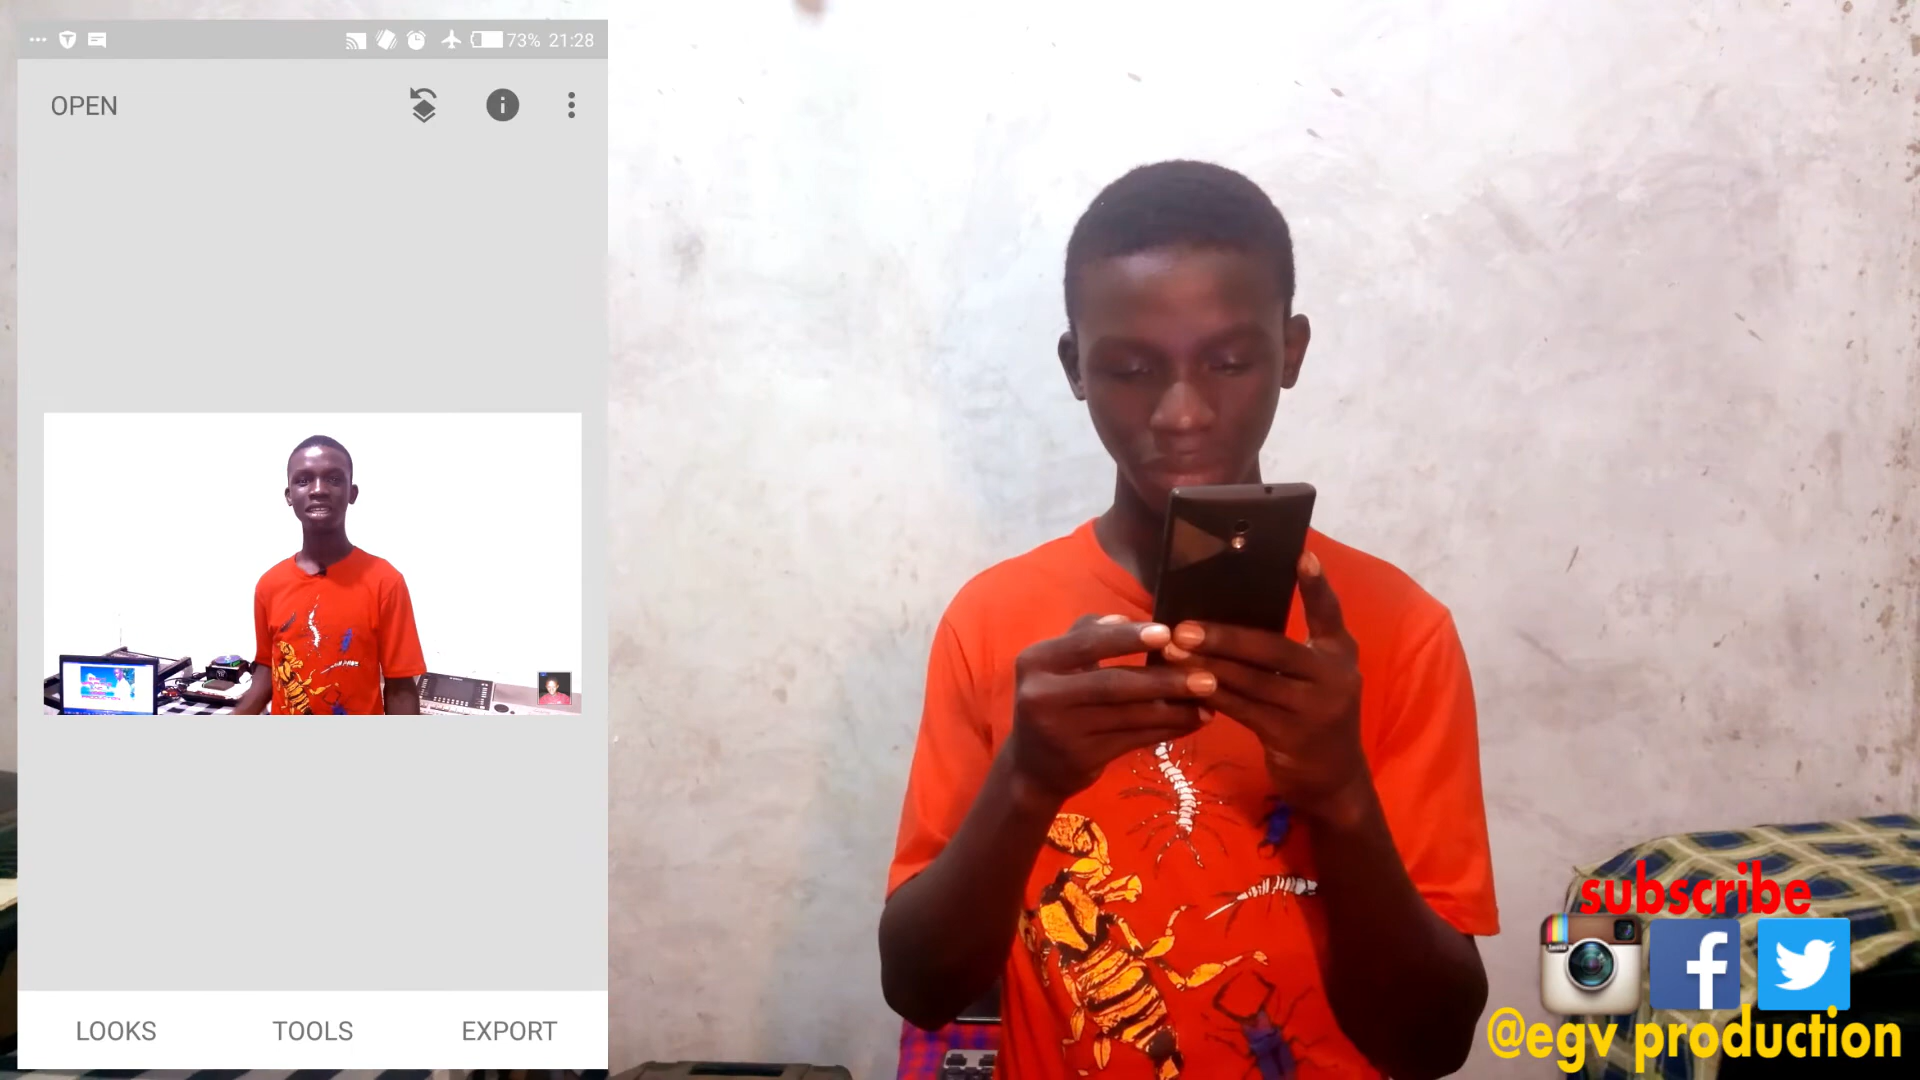 73% 21:28
OPEN
LOOKS TOOLS EXPORT
subscribe
@egv production